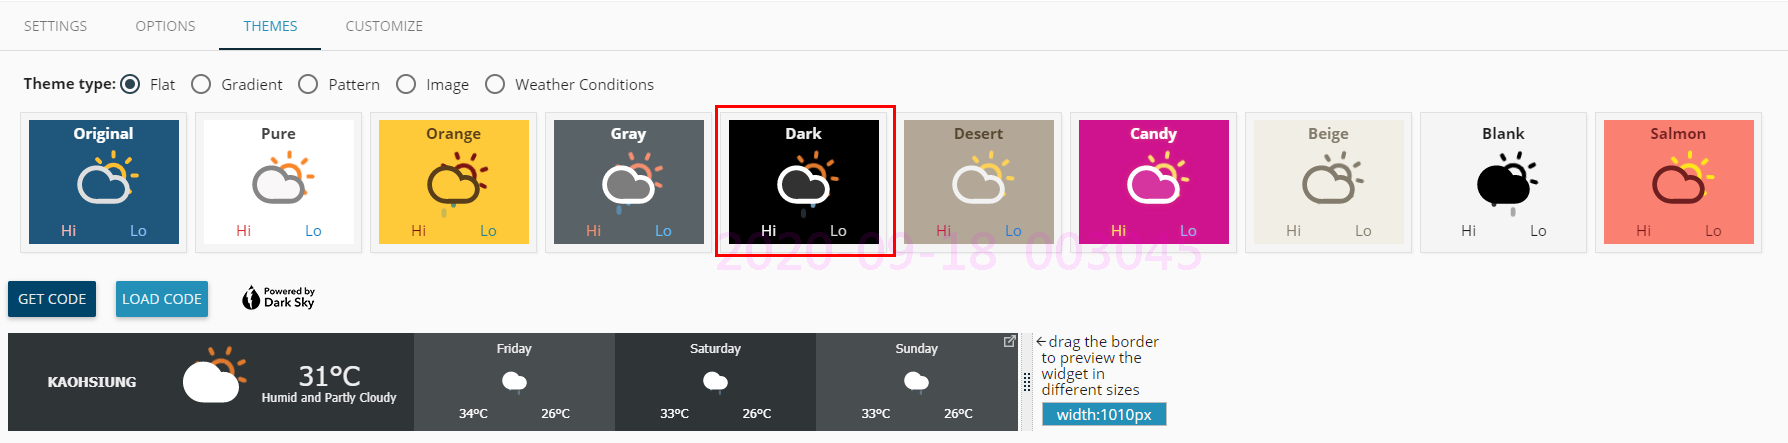 SETTINGS OPTIONS THEMES CUSTOMIZE
Theme type: Flat Gradient Pattern Image Weather Conditions
Original Pure Orange Gray Dark Desert Candy Beige Blank Salmon
Hi Lo Hi Lo Hi Lo Hi Lo Hi Lo Hi Lo Hi Lo Hi Lo Hi Lo Hi Lo
2020-09-18 003045
GET CODE LOAD CODE Powered by
Dark Sky
KAOHSIUNG
31°C
Humid and Partly Cloudy
Friday
34°C 26°C
Saturday
33°C 26°C
Sunday
33°C 26°C
←drag the border
to preview the
widget in
different sizes
width:1010px